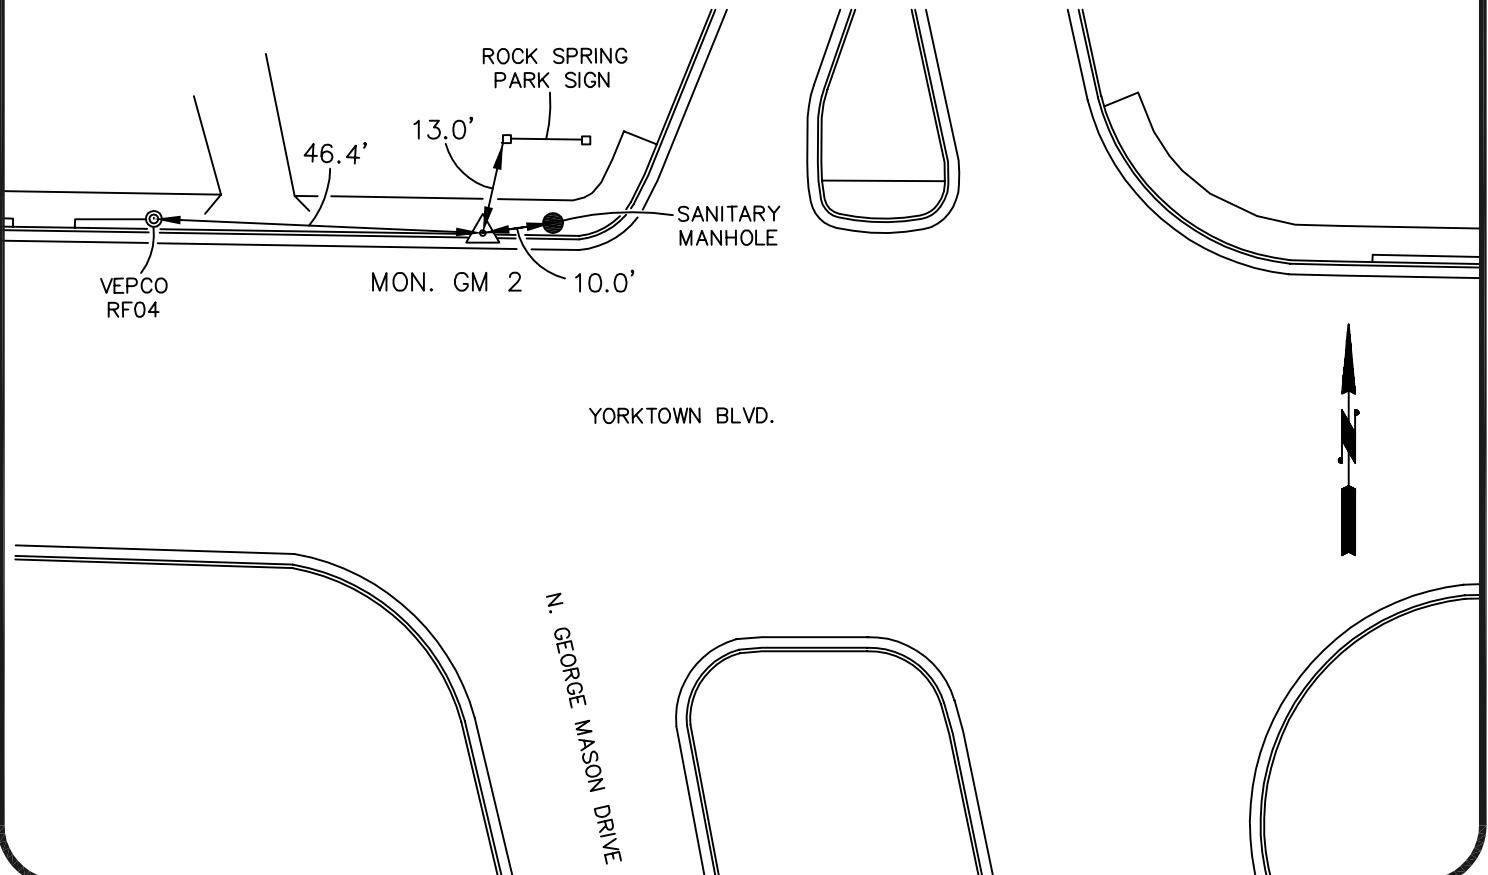 ROCK SPRING
PARK SIGN
13.0'
46.4'
SANITARY
MANHOLE
VEPCO
RF04
MON. GM 2
10.0'
YORKTOWN BLVD.
N
N. GEORGE MASON DRIVE